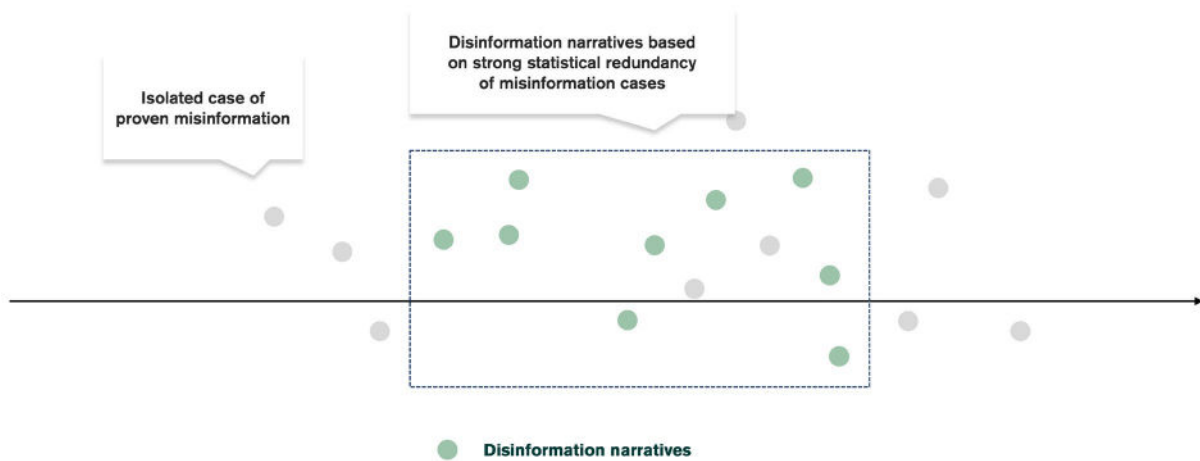 Disinformation narratives based
on strong statistical redundancy
of misinformation cases
Isolated case of
proven misinformation
Disinformation narratives